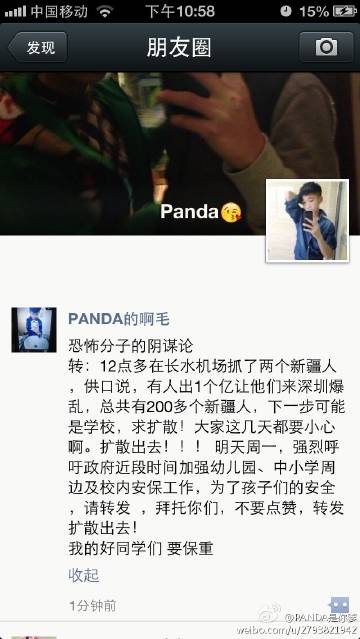 中国移动
下午10:58
15%
发现
朋友圈
Panda😘
PANDA的啊毛
恐怖分子的阴谋论
转：12点多在长水机场抓了两个新疆人
，供口说，有人出1个亿让他们来深圳爆
乱，总共有200多个新疆人，下一步可能
是学校，求扩散！大家这几天都要小心
啊。扩散出去！！！ 明天周一，强烈呼
吁政府近段时间加强幼儿园、中小学周
边及校内安保工作，为了孩子们的安全
，请转发 ，拜托你们，不要点赞，转发
扩散出去！
我的好同学们 要保重
收起
1分钟前
@PANDA是你爹
weibo.com/u/2793821942